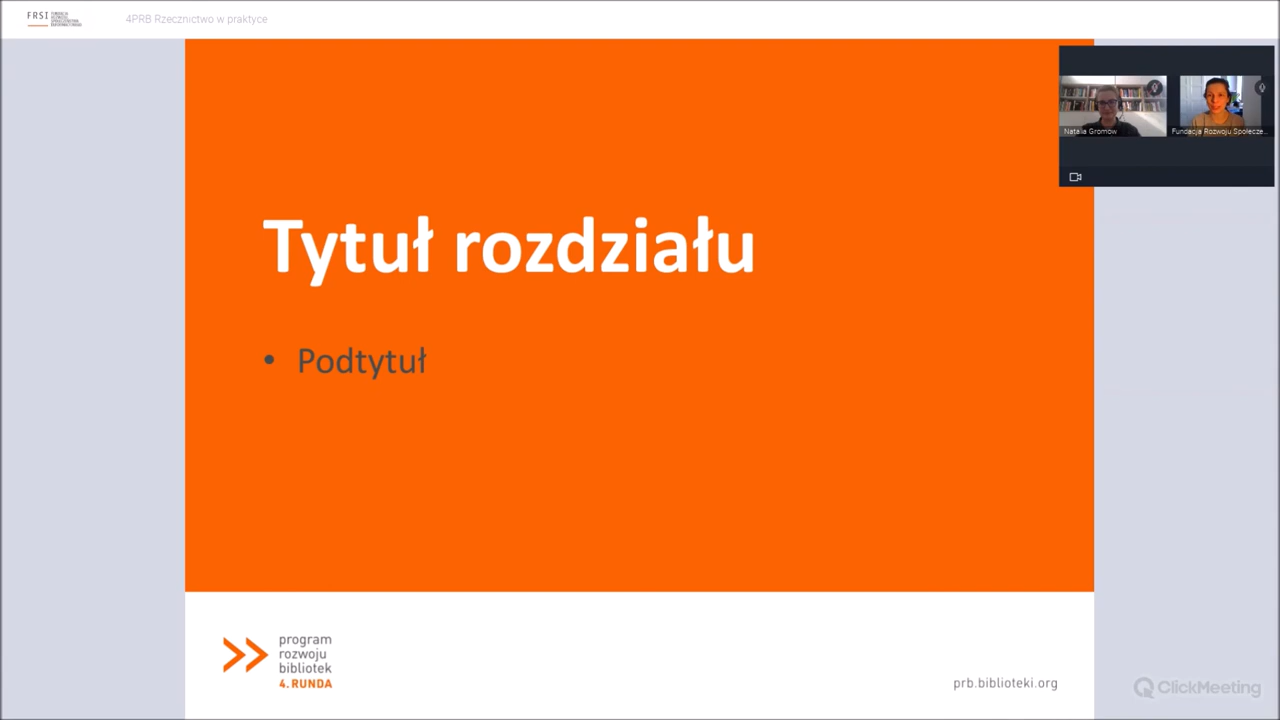 FRSI
4PRB Rzecznictwo w praktyce
Natalia Gromow
Fundacja Rozwoju Społecze...
Tytuł rozdziału
• Podtytuł
program
rozwoju
bibliotek
4. RUNDA
prb.biblioteki.org
ClickMeeting